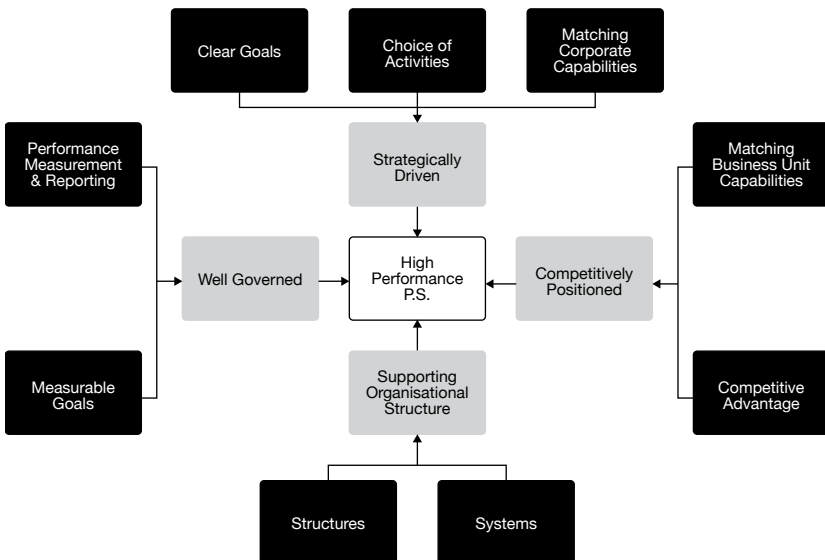 Clear Goals
Choice of
Activities
Matching
Corporate
Capabilities
Performance
Measurement
& Reporting
Strategically
Driven
Matching
Business Unit
Capabilities
Well Governed
High
Performance
P.S.
Competitively
Positioned
Measurable
Goals
Supporting
Organisational
Structure
Competitive
Advantage
Structures
Systems